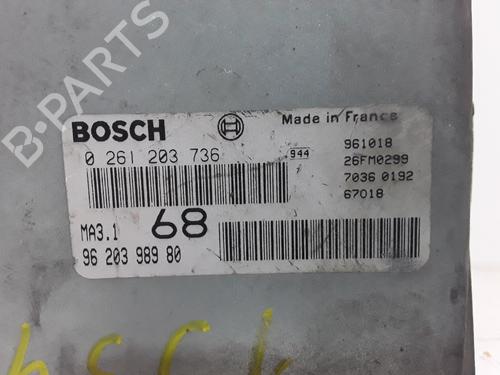 B-PARTS
BOSCH
Made in France
0 261 203 736
944
961018
26FM0299
7036 0192
67018
MA3.1
68
96 203 989 80